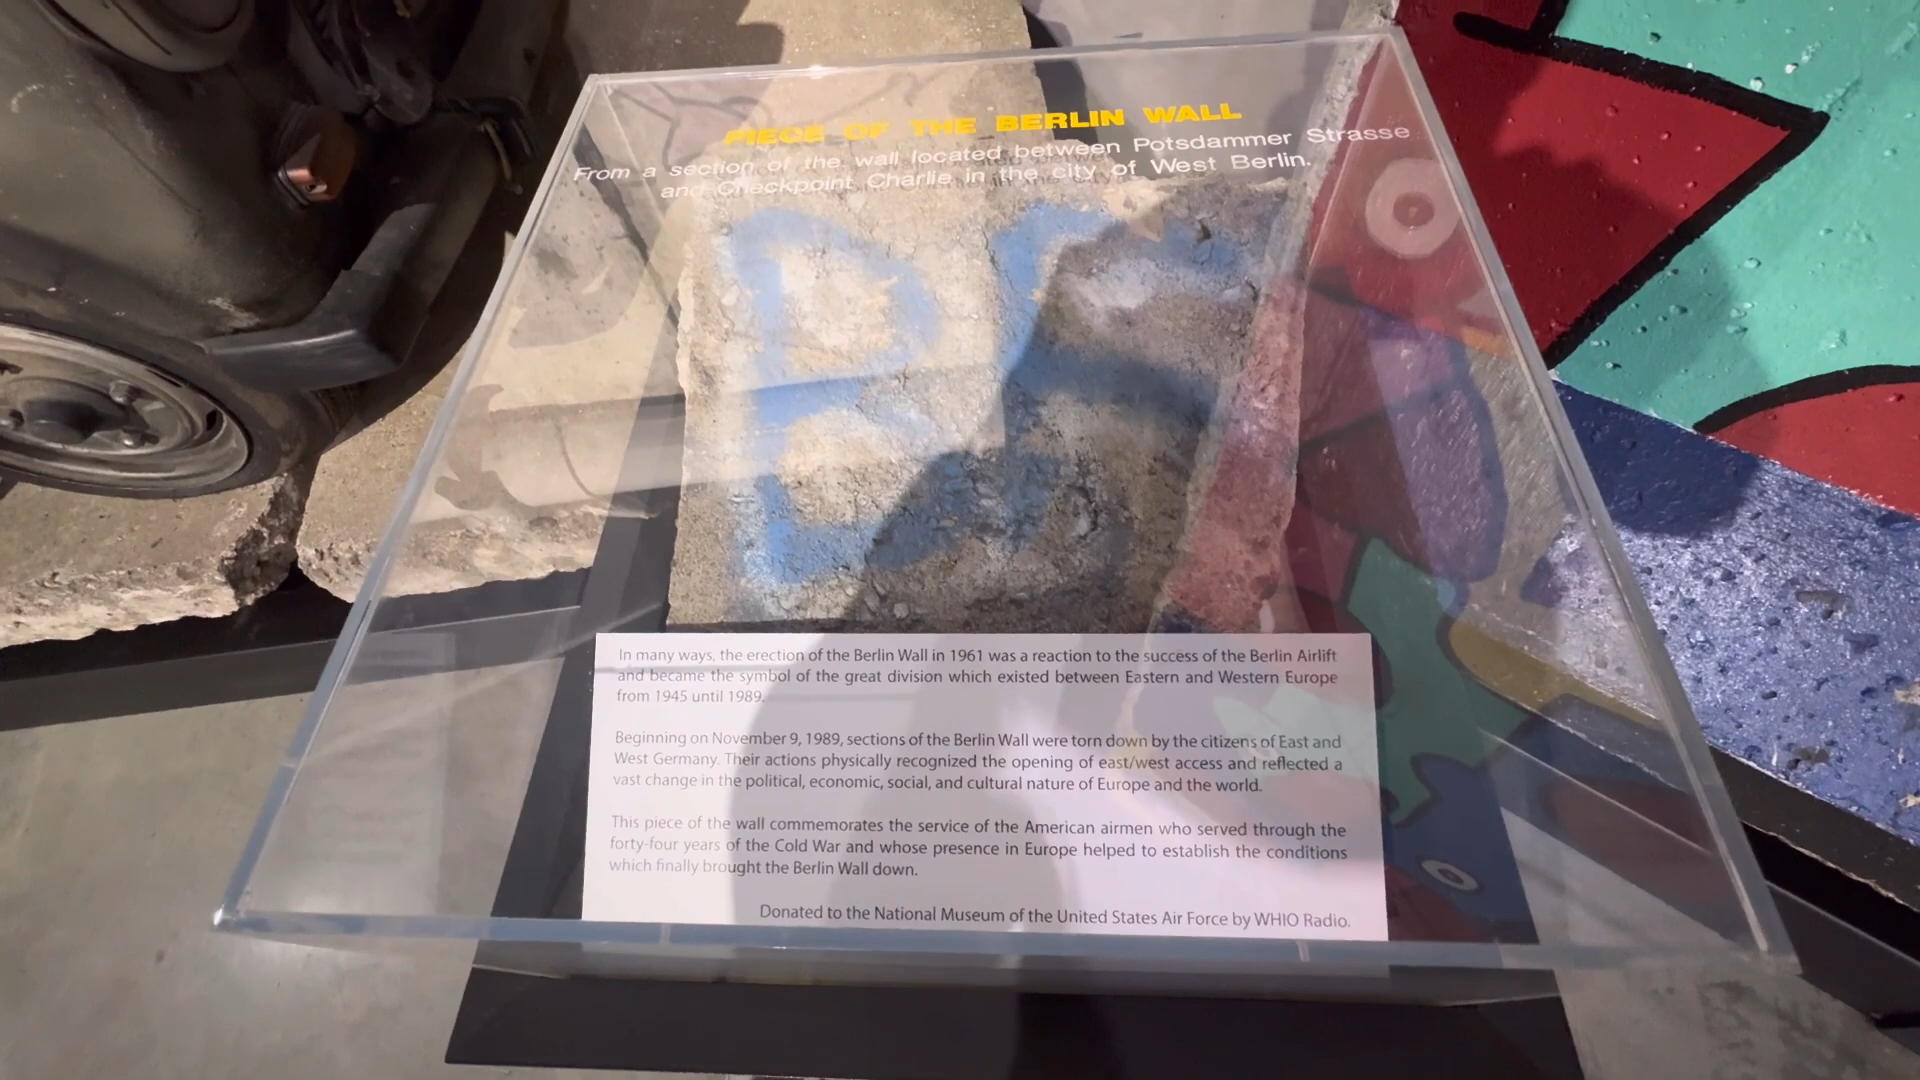 PIECE OF THE BERLIN WALL
From a section of the wall located between Potsdammer Strasse
and Checkpoint Charlie in the city of West Berlin.
In many ways, the erection of the Berlin Wall in 1961 was a reaction to the success of the Berlin Airlift
and became the symbol of the great division which existed between Eastern and Western Europe
from 1945 until 1989.
Beginning on November 9, 1989, sections of the Berlin Wall were torn down by the citizens of East and
West Germany. Their actions physically recognized the opening of east/west access and reflected a
vast change in the political, economic, social, and cultural nature of Europe and the world.
This piece of the wall commemorates the service of the American airmen who served through the
forty-four years of the Cold War and whose presence in Europe helped to establish the conditions
which finally brought the Berlin Wall down.
Donated to the National Museum of the United States Air Force by WHIO Radio.